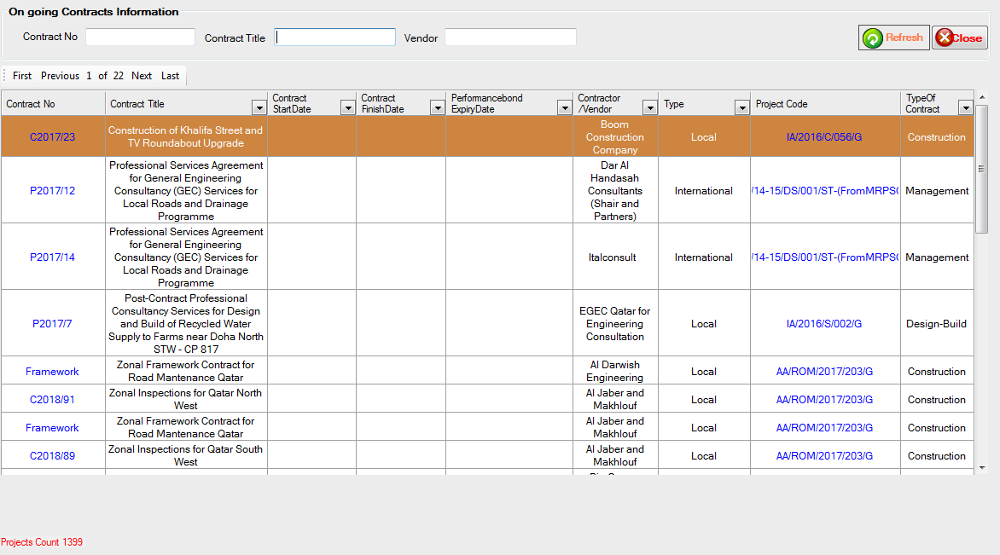 On going Contracts Information
Contract No
Contract Title
Vendor
Refresh
Close
First Previous 1 of 22 Next Last
Contract No
Contract Title
Contract
StartDate
Contract
FinishDate
Performancebond
ExpiryDate
Contractor
/Vendor
Type
Project Code
TypeOf
Contract
C2017/23
Construction of Khalifa Street and
TV Roundabout Upgrade
Boom
Construction
Company
Local
IA/2016/C/056/G
Construction
P2017/12
Professional Services Agreement
for General Engineering
Consultancy (GEC) Services for
Local Roads and Drainage
Programme
Dar Al
Handasah
Consultants
(Shair and
Partners)
International
/14-15/DS/001/ST-(FromMRPSC
Management
P2017/14
Professional Services Agreement
for General Engineering
Consultancy (GEC) Services for
Local Roads and Drainage
Programme
Italconsult
International
/14-15/DS/001/ST-(FromMRPSC
Management
P2017/7
Post-Contract Professional
Consultancy Services for Design
and Build of Recycled Water
Supply to Farms near Doha North
STW - CP 817
EGEC Qatar for
Engineering
Consultation
Local
IA/2016/S/002/G
Design-Build
Framework
Zonal Framework Contract for
Road Mantenance Qatar
Al Darwish
Engineering
Local
AA/ROM/2017/203/G
Construction
C2018/91
Zonal Inspections for Qatar North
West
Al Jaber and
Makhlouf
Local
AA/ROM/2017/203/G
Construction
Framework
Zonal Framework Contract for
Road Mantenance Qatar
Al Jaber and
Makhlouf
Local
AA/ROM/2017/203/G
Construction
C2018/89
Zonal Inspections for Qatar South
West
Al Jaber and
Makhlouf
Local
AA/ROM/2017/203/G
Construction
Projects Count 1399